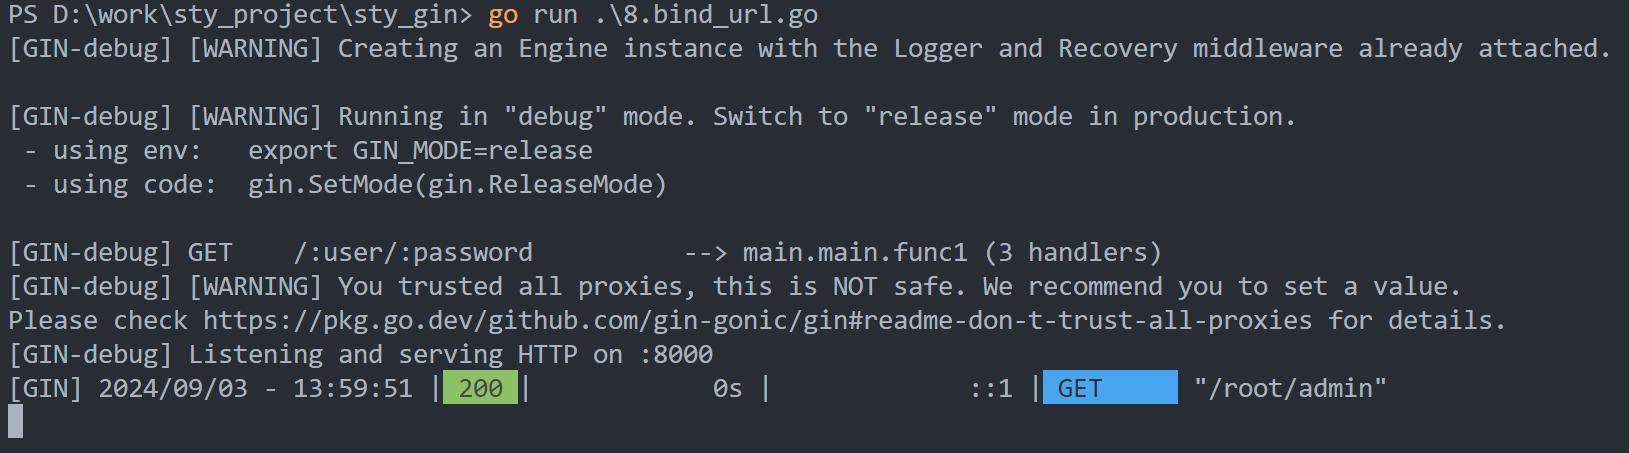 PS D:\work\sty_project\sty_gin> go run .\8.bind_url.go
[GIN-debug] [WARNING] Creating an Engine instance with the Logger and Recovery middleware already attached.
[GIN-debug] [WARNING] Running in "debug" mode. Switch to "release" mode in production.
 - using env:   export GIN_MODE=release
 - using code:  gin.SetMode(gin.ReleaseMode)
[GIN-debug] GET    /:user/:password          --> main.main.func1 (3 handlers)
[GIN-debug] [WARNING] You trusted all proxies, this is NOT safe. We recommend you to set a value.
Please check https://pkg.go.dev/github.com/gin-gonic/gin#readme-don-t-trust-all-proxies for details.
[GIN-debug] Listening and serving HTTP on :8000
[GIN] 2024/09/03 - 13:59:51 | 200 |            0s |             ::1 | GET      "/root/admin"